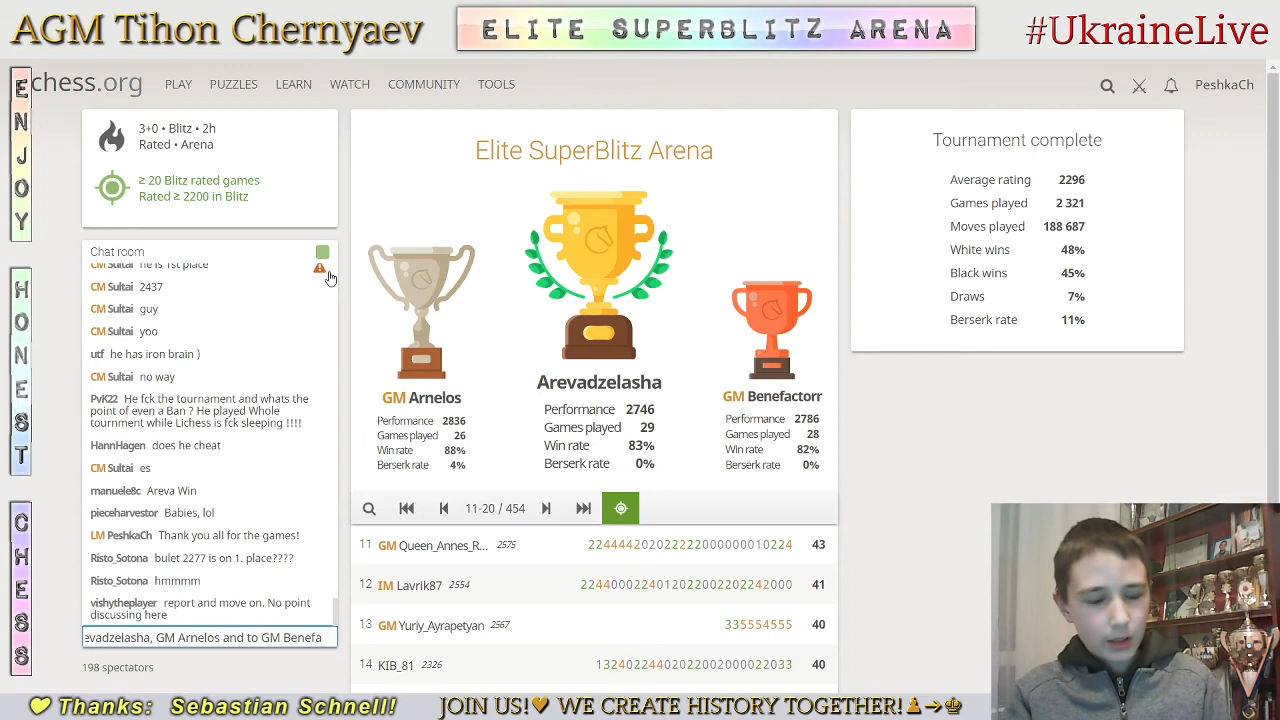 AGM Tihon Chernyaev
ELITE SUPERBLITZ ARENA
#UkraineLive
ENJOY
HONEST
CHESS
chess.org PLAY PUZZLES LEARN WATCH COMMUNITY TOOLS PeshkaCh
3+0 • Blitz • 2h
Rated • Arena
≥ 20 Blitz rated games
Rated ≥ 2200 in Blitz
Chat room
CM Sultai he is 1st place
CM Sultai 2437
CM Sultai guy
CM Sultai yoo
utf he has iron brain )
CM Sultai no way
PvK22 He fck the tournament and whats the
point of even a Ban ? He played Whole
tournment while Lichess is fck sleeping !!!!
HannHagen does he cheat
CM Sultai es
manuele8c Areva Win
pieceharvestor Babies, lol
LM PeshkaCh Thank you all for the games!
Risto_Sotona bulet 2277 is on 1. place????
Risto_Sotona hmmmm
vishytheplayer report and move on. No point
discussing here
evadzelasha, GM Arnelos and to GM Benefa
198 spectators
Elite SuperBlitz Arena
GM Arnelos
Performance 2836
Games played 26
Win rate 88%
Berserk rate 4%
Arevadzelasha
Performance 2746
Games played 29
Win rate 83%
Berserk rate 0%
GM Benefactorr
Performance 2786
Games played 28
Win rate 82%
Berserk rate 0%
11-20 / 454
11 GM Queen_Annes_R... 2575 224444202022222000000010224 43
12 IM Lavrik87 2554 2244000224012022002202242000 41
13 GM Yuriy_Ayrapetyan 2567 335554555 40
14 KIB_81 2326 13240224402022002000022033 40
Tournament complete
Average rating 2296
Games played 2 321
Moves played 188 687
White wins 48%
Black wins 45%
Draws 7%
Berserk rate 11%
Thanks: Sebastian Schnell!
JOIN US! WE CREATE HISTORY TOGETHER!